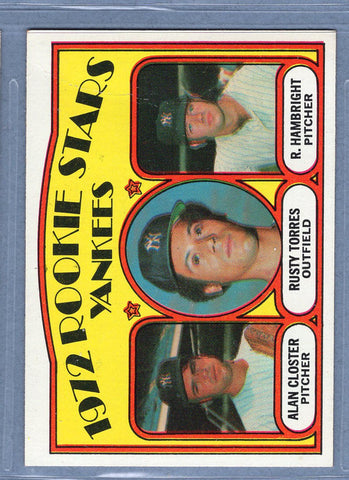 1972 ROOKIE STARS
YANKEES
ALAN CLOSTER
PITCHER
RUSTY TORRES
OUTFIELD
R. HAMBRIGHT
PITCHER